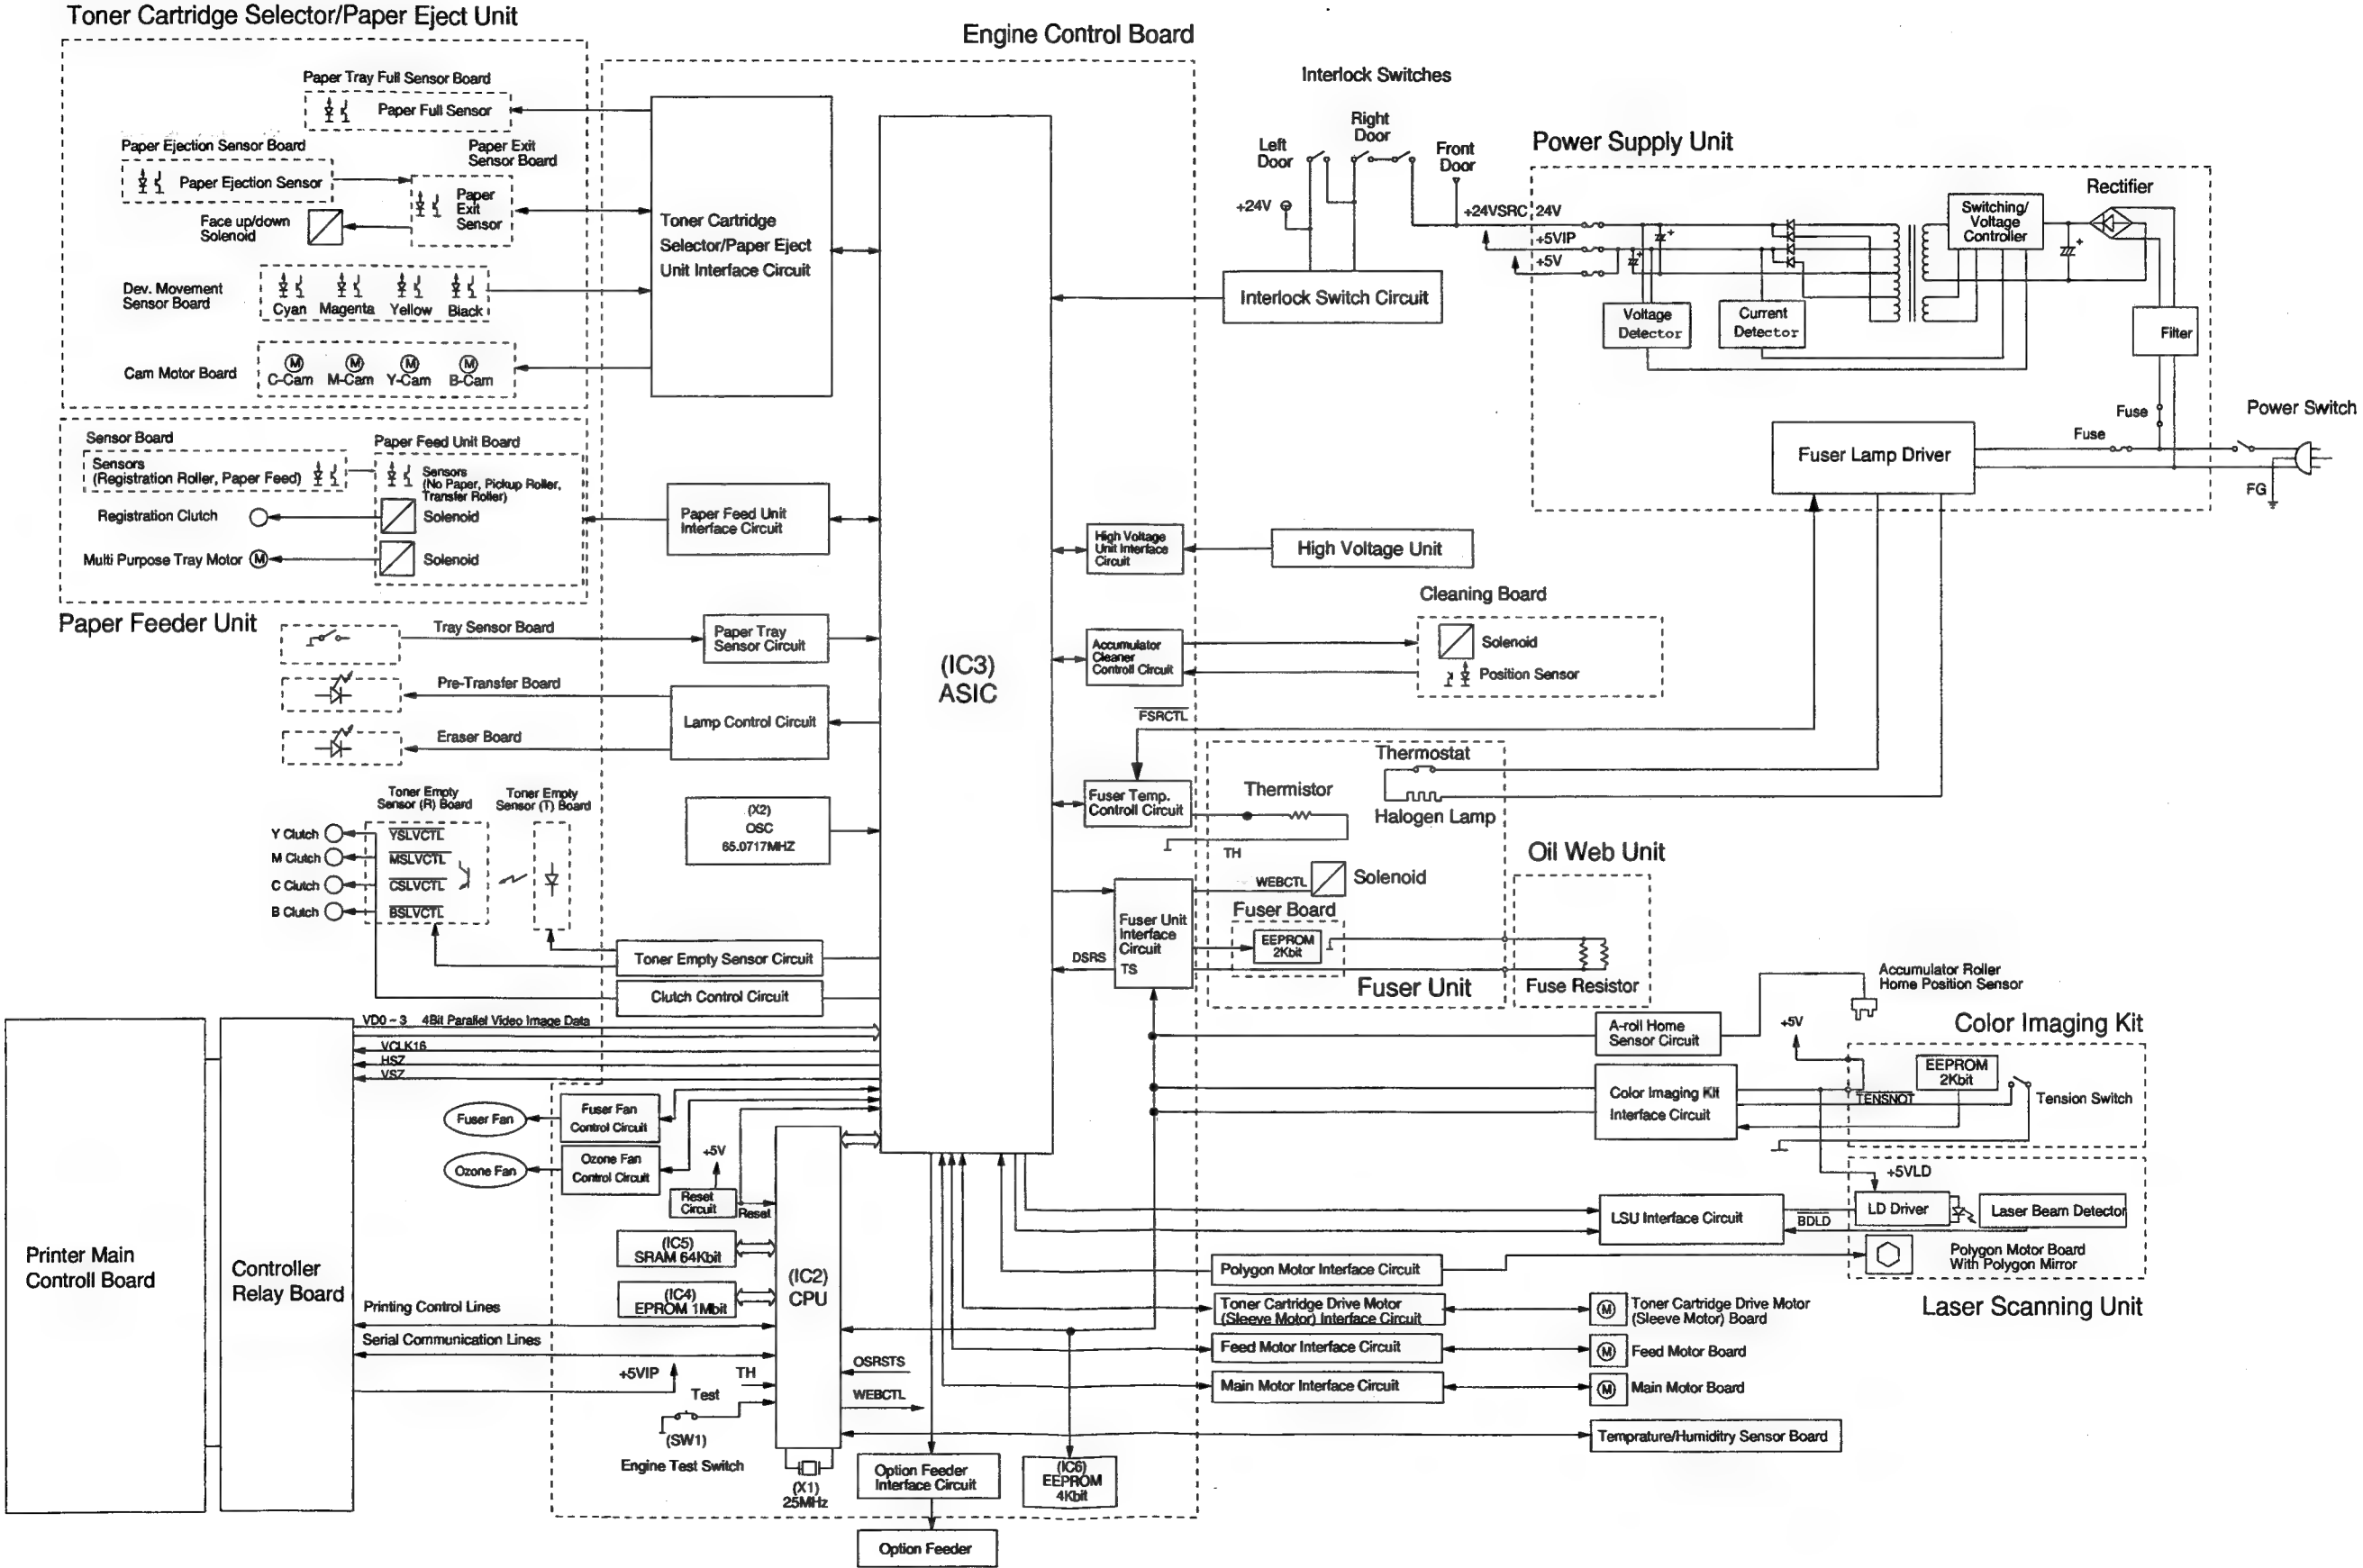 Toner Cartridge Selector/Paper Eject Unit
Paper Tray Full Sensor Board
Paper Full Sensor
Paper Ejection Sensor Board
Paper Ejection Sensor
Paper Exit
Sensor Board
Paper
Exit
Sensor
Face up/down
Solenoid
Dev. Movement
Sensor Board
Cyan Magenta Yellow Black
Cam Motor Board
M M M M
C-Cam M-Cam Y-Cam B-Cam
Engine Control Board
Toner Cartridge
Selector/Paper Eject
Unit Interface Circuit
(IC3)
ASIC
Interlock Switches
Left
Door
Right
Door
Front
Door
+24V
+24VSRC
Interlock Switch Circuit
Power Supply Unit
24V
+5VIP
+5V
+
+
Voltage
Detector
Current
Detector
Switching/
Voltage
Controller
Rectifier
+
Filter
Fuse
Fuse
Power Switch
FG
Fuser Lamp Driver
Sensor Board
Sensors
(Registration Roller, Paper Feed)
Paper Feed Unit Board
Sensors
(No Paper, Pickup Roller,
Transfer Roller)
Registration Clutch
Solenoid
Multi Purpose Tray Motor M
Solenoid
Paper Feeder Unit
Paper Feed Unit
Interface Circuit
Tray Sensor Board
Paper Tray
Sensor Circuit
Pre-Transfer Board
Lamp Control Circuit
Eraser Board
(X2)
OSC
65.0717MHZ
Toner Empty
Sensor (R) Board
Toner Empty
Sensor (T) Board
Y Clutch
M Clutch
C Clutch
B Clutch
YSLVCTL
MSLVCTL
CSLVCTL
BSLVCTL
Toner Empty Sensor Circuit
Clutch Control Circuit
High Voltage
Unit Interface
Circuit
High Voltage Unit
Accumulator
Cleaner
Controll Circuit
Cleaning Board
Solenoid
Position Sensor
FSRCTL
Fuser Temp.
Controll Circuit
Thermistor
TH
Thermostat
Halogen Lamp
Fuser Unit
Interface
Circuit
TS
DSRS
WEBCTL
Solenoid
Fuser Board
EEPROM
2Kbit
Fuser Unit
Oil Web Unit
Fuse Resistor
Accumulator Roller
Home Position Sensor
A-roll Home
Sensor Circuit
Color Imaging Kit
+5V
EEPROM
2Kbit
TENSNOT
Tension Switch
Color Imaging Kit
Interface Circuit
+5VLD
LSU Interface Circuit
BDLD
LD Driver
Laser Beam Detector
Polygon Motor Board
With Polygon Mirror
Laser Scanning Unit
Polygon Motor Interface Circuit
Toner Cartridge Drive Motor
(Sleeve Motor) Interface Circuit
M
Toner Cartridge Drive Motor
(Sleeve Motor) Board
Feed Motor Interface Circuit
M
Feed Motor Board
Main Motor Interface Circuit
M
Main Motor Board
Temprature/Humiditry Sensor Board
Printer Main
Controll Board
Controller
Relay Board
VD0 – 3 4Bit Parallel Video Image Data
VCLK16
HSZ
VSZ
Fuser Fan
Fuser Fan
Control Circuit
Ozone Fan
Ozone Fan
Control Circuit
+5V
Reset
Circuit
Reset
(IC5)
SRAM 64Kbit
(IC4)
EPROM 1Mbit
(IC2)
CPU
Printing Control Lines
Serial Communication Lines
+5VIP
TH
Test
(SW1)
Engine Test Switch
OSRSTS
WEBCTL
(X1)
25MHz
Option Feeder
Interface Circuit
(IC6)
EEPROM
4Kbit
Option Feeder